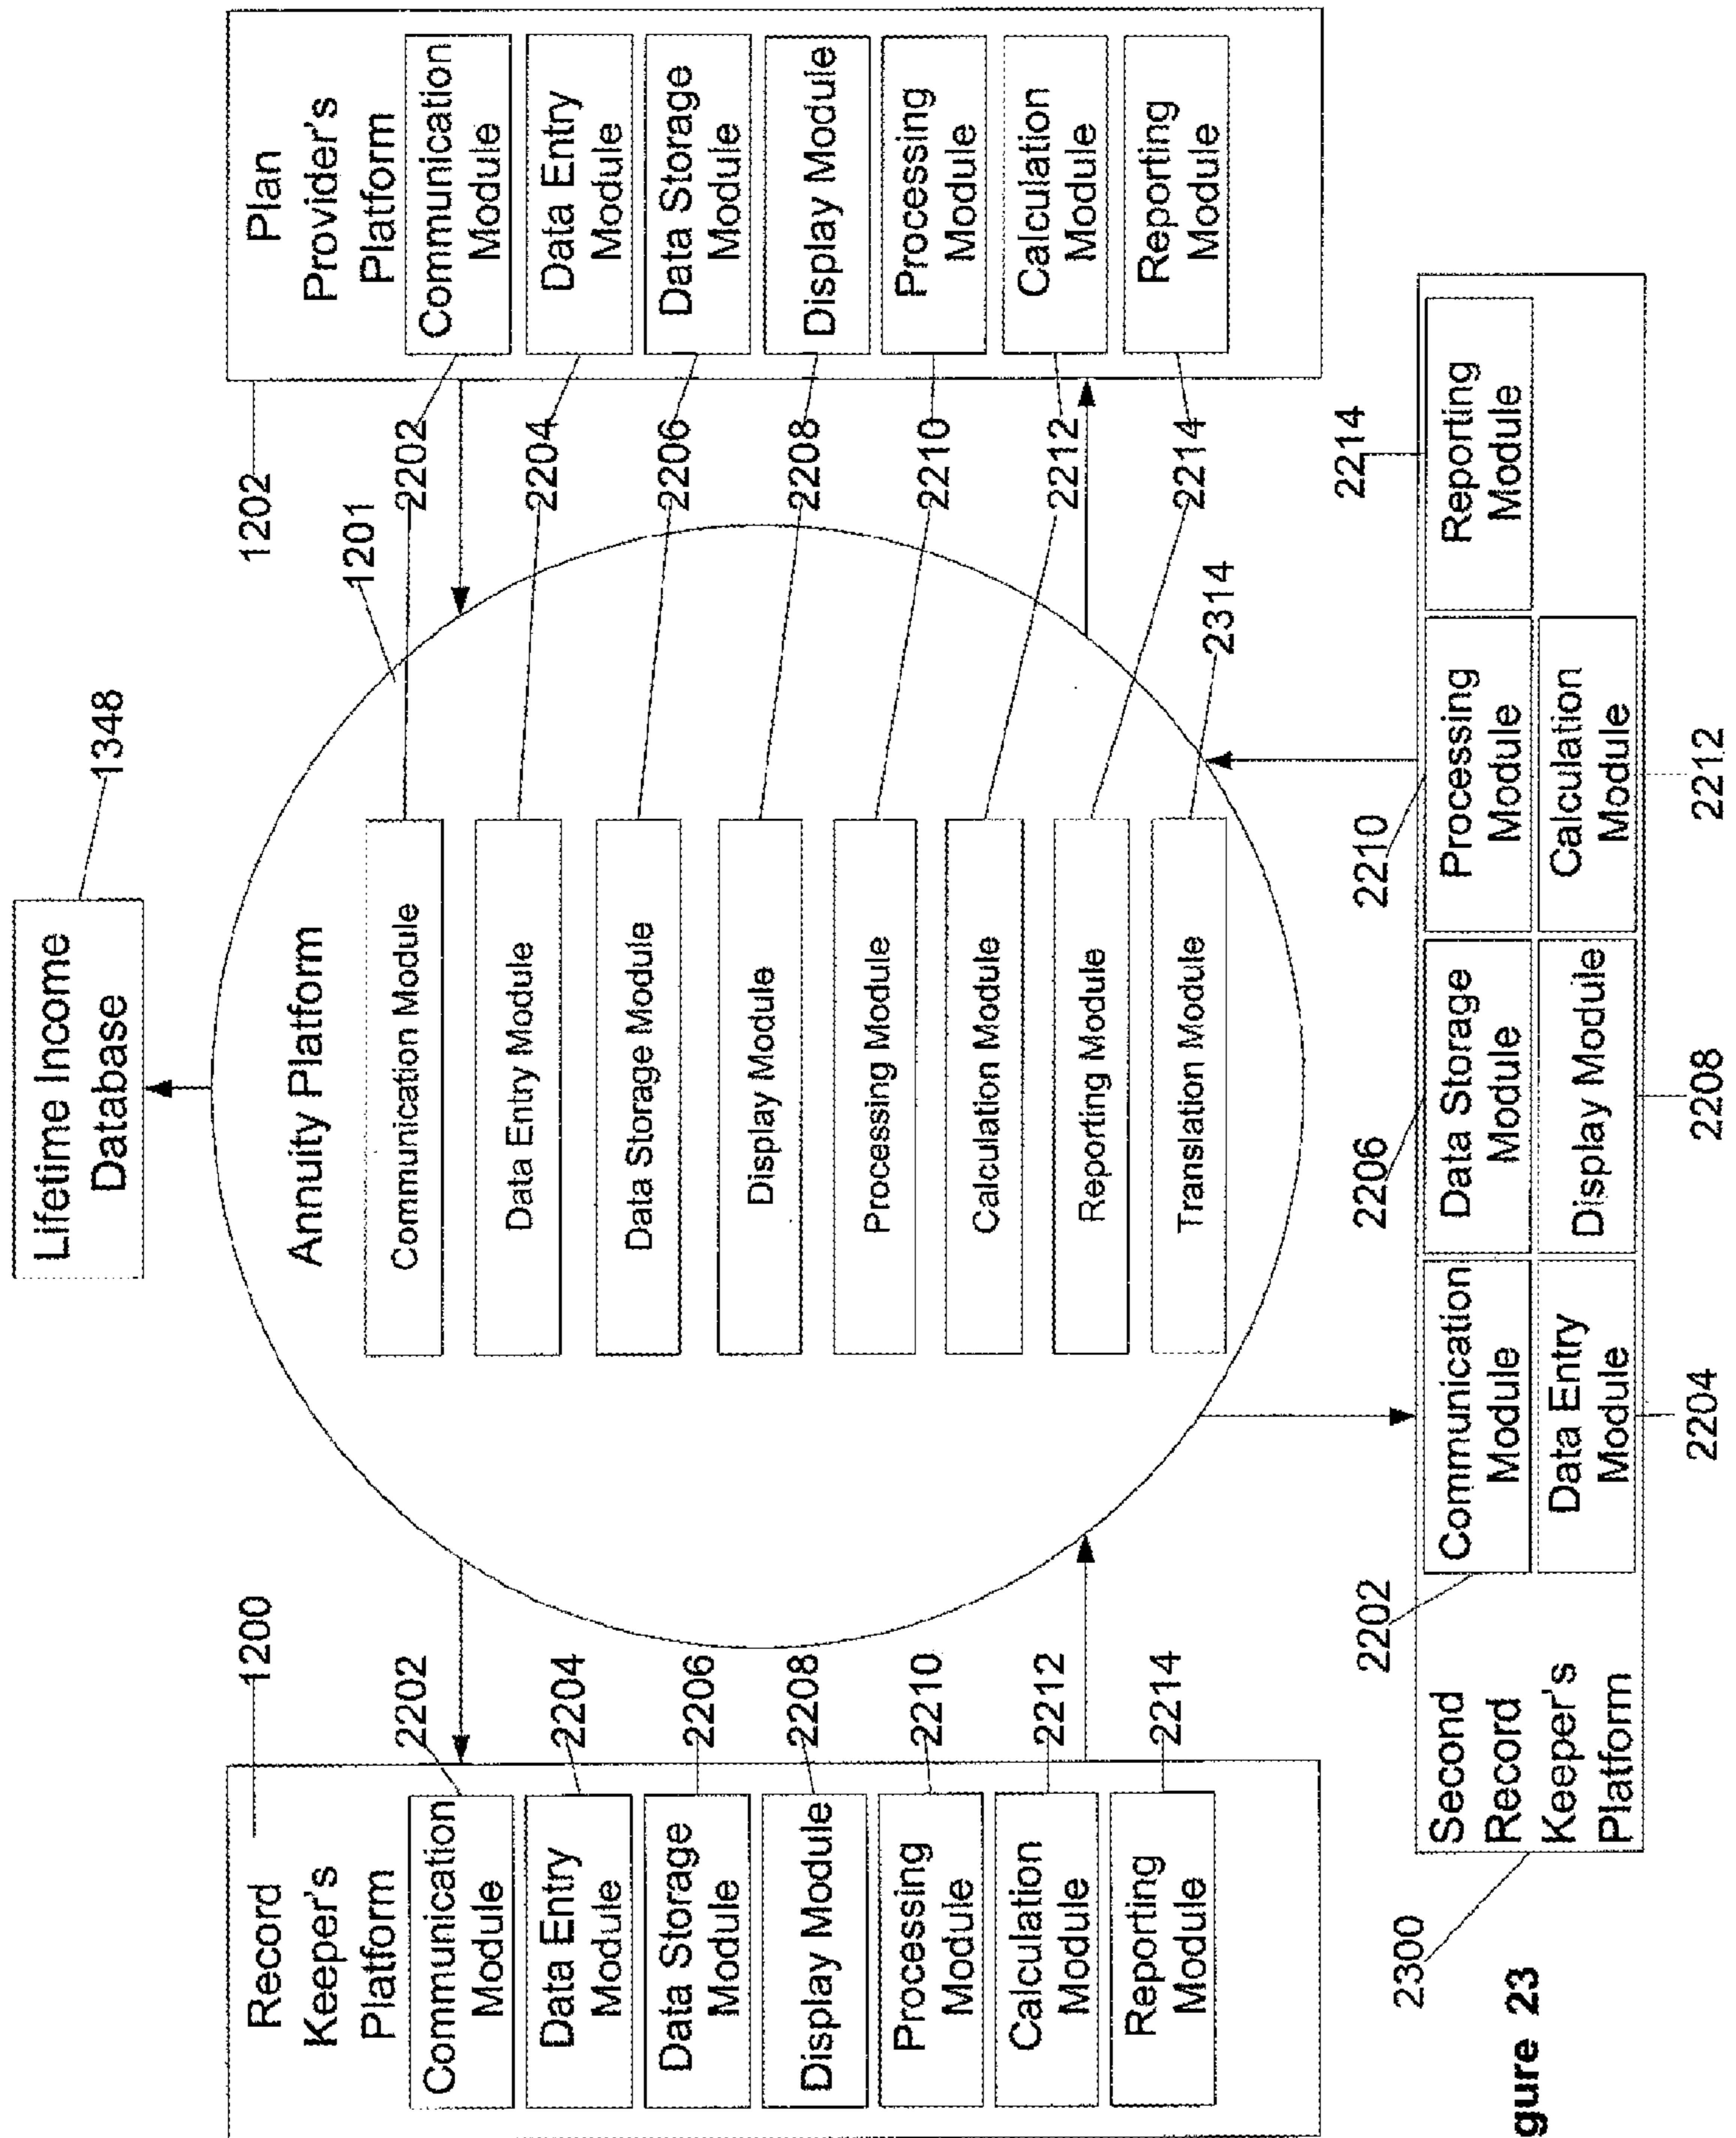 Lifetime Income
Database
1348
Record
Keeper's
Platform
1200
Communication
Module
2202
Data Entry
Module
2204
Data Storage
Module
2206
Display Module
2208
Processing
Module
2210
Calculation
Module
2212
Reporting
Module
2214
Annuity Platform
1201
Communication Module
2202
Data Entry Module
2204
Data Storage Module
2206
Display Module
2208
Processing Module
2210
Calculation Module
2212
Reporting Module
2214
Translation Module
2314
1202
Plan
Provider's
Platform
Communication
Module
Data Entry
Module
Data Storage
Module
Display Module
Processing
Module
Calculation
Module
Reporting
Module
2300
Second
Record
Keeper's
Platform
2202
Communication
Module
Data Entry
Module
2204
2206
Data Storage
Module
Display Module
2208
2210
Processing
Module
Calculation
Module
2212
2214
Reporting
Module
gure 23